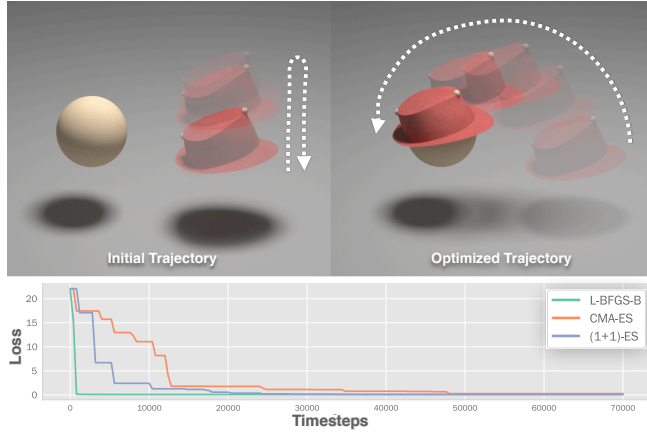 Initial Trajectory
Optimized Trajectory
20
15
10
5
0
Loss
L-BFGS-B
CMA-ES
(1+1)-ES
0
10000
20000
30000
40000
50000
60000
70000
Timesteps